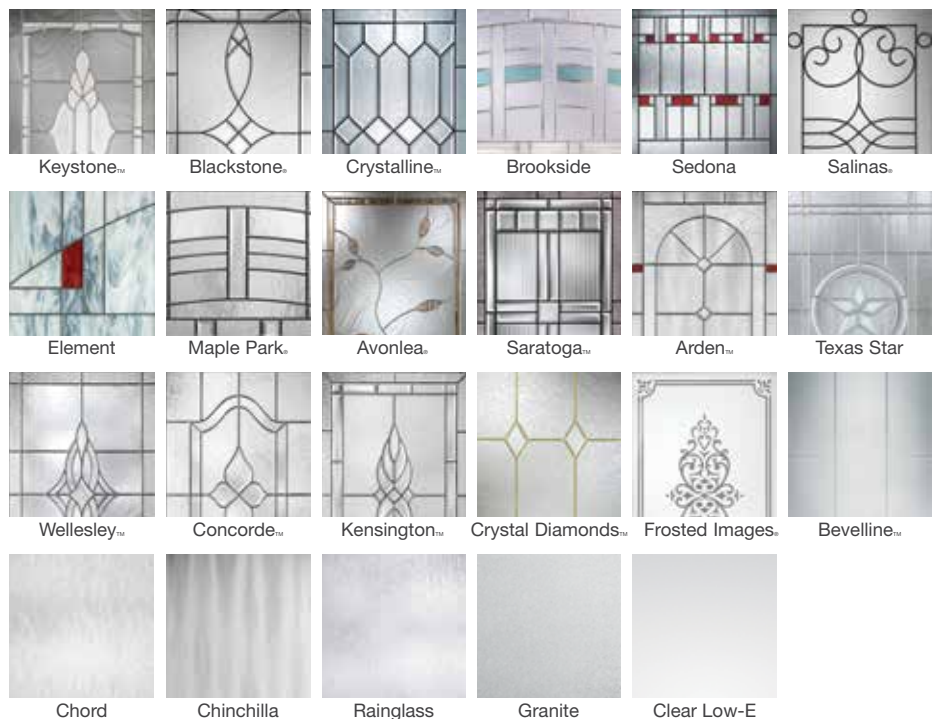 Keystone™ Blackstone® Crystalline™ Brookside Sedona Salinas®
Element Maple Park® Avonlea® Saratoga™ Arden™ Texas Star
Wellesley™ Concorde™ Kensington™ Crystal Diamonds™ Frosted Images® Bevelline™
Chord Chinchilla Rainglass Granite Clear Low-E